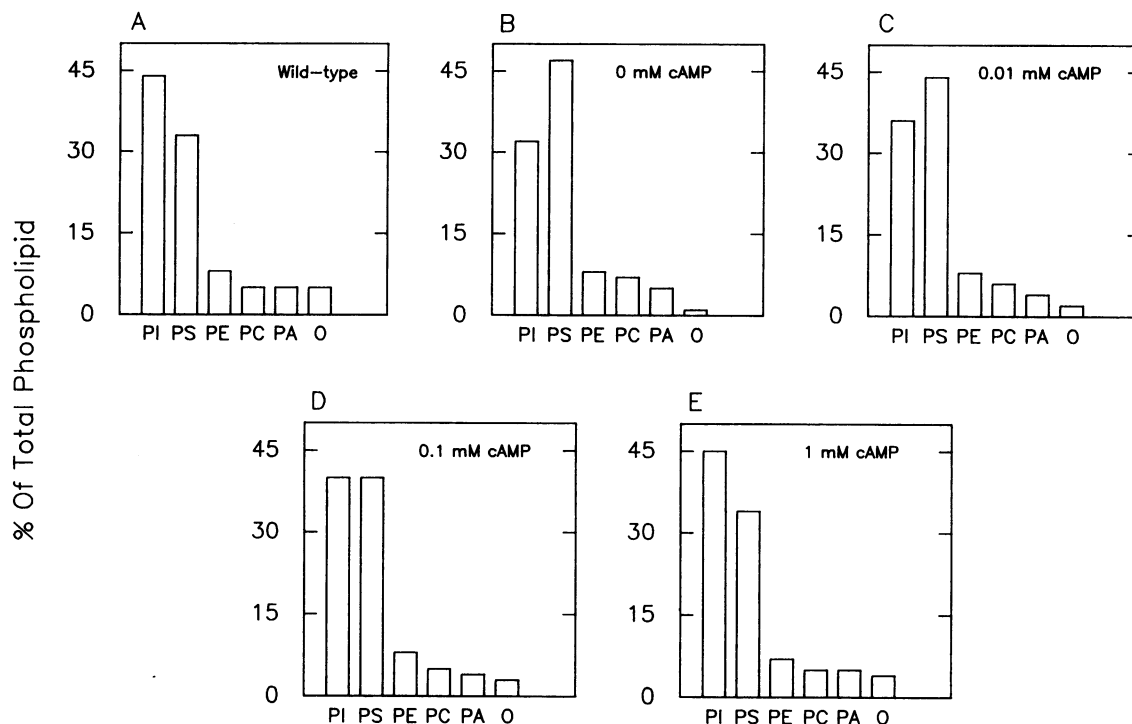 % Of Total Phospholipid
A
Wild-type
45
30
15
0
PI PS PE PC PA O
B
0 mM cAMP
45
30
15
0
PI PS PE PC PA O
C
0.01 mM cAMP
45
30
15
0
PI PS PE PC PA O
D
0.1 mM cAMP
45
30
15
0
PI PS PE PC PA O
E
1 mM cAMP
45
30
15
0
PI PS PE PC PA O